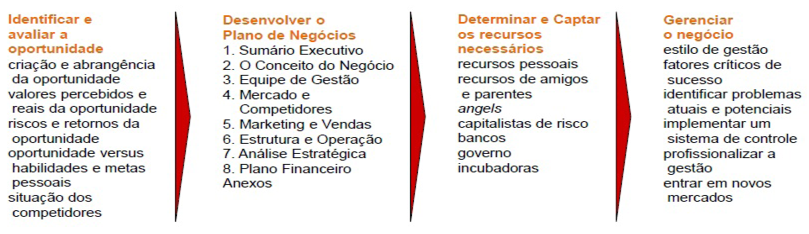 Identificar e
avaliar a
oportunidade
criação e abrangência
da oportunidade
valores percebidos e
reais da oportunidade
riscos e retornos da
oportunidade
oportunidade versus
habilidades e metas
pessoais
situação dos
competidores
Desenvolver o
Plano de Negócios
1. Sumário Executivo
2. O Conceito do Negócio
3. Equipe de Gestão
4. Mercado e
Competidores
5. Marketing e Vendas
6. Estrutura e Operação
7. Análise Estratégica
8. Plano Financeiro
Anexos
Determinar e Captar
os recursos
necessários
recursos pessoais
recursos de amigos
e parentes
angels
capitalistas de risco
bancos
governo
incubadoras
Gerenciar
o negócio
estilo de gestão
fatores críticos de
sucesso
identificar problemas
atuais e potenciais
implementar um
sistema de controle
profissionalizar a
gestão
entrar em novos
mercados